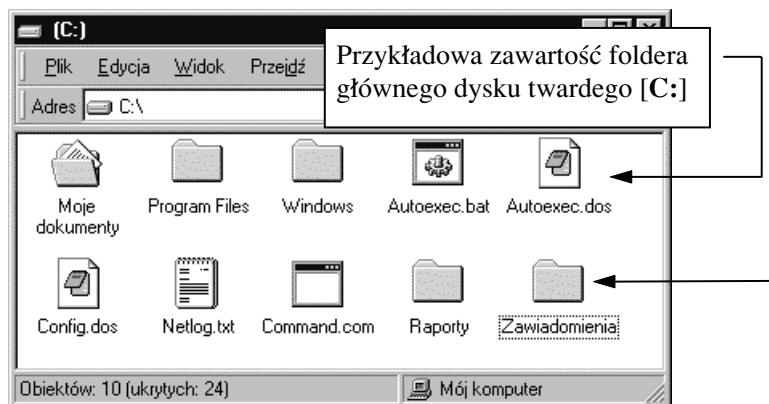 (C:)
Przykładowa zawartość foldera
głównego dysku twardego [C:]
Plik Edycja Widok Przejdź
Adres C:\
Moje
dokumenty
Program Files
Windows
Autoexec.bat
Autoexec.dos
Config.dos
Netlog.txt
Command.com
Raporty
Zawiadomienia
Obiektów: 10 (ukrytych: 24)
Mój komputer